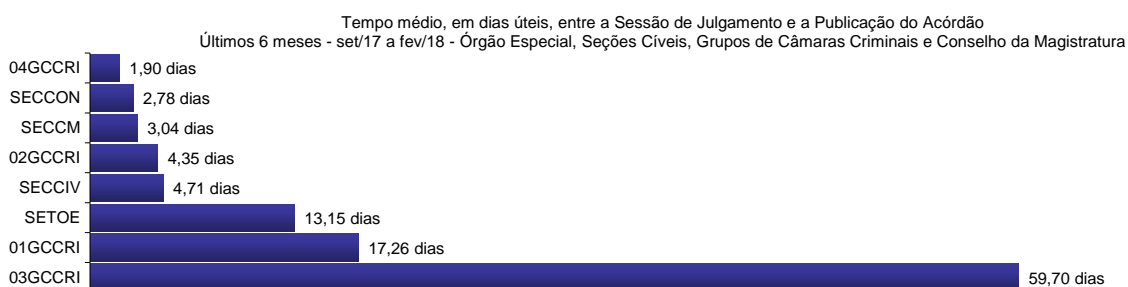 Tempo médio, em dias úteis, entre a Sessão de Julgamento e a Publicação do Acórdão
Últimos 6 meses - set/17 a fev/18 - Órgão Especial, Seções Cíveis, Grupos de Câmaras Criminais e Conselho da Magistratura
04GCCRI 1,90 dias
SECCON 2,78 dias
SECCM 3,04 dias
02GCCRI 4,35 dias
SECCIV 4,71 dias
SETOE 13,15 dias
01GCCRI 17,26 dias
03GCCRI 59,70 dias